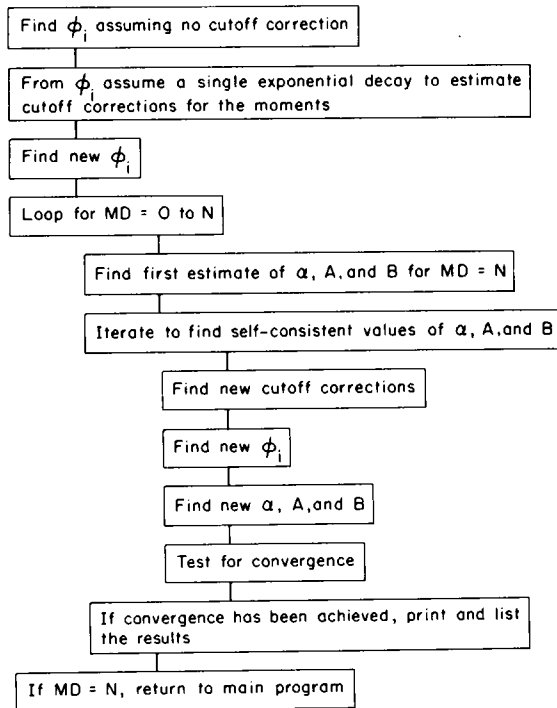 Find ϕi assuming no cutoff correction
From ϕi assume a single exponential decay to estimate
cutoff corrections for the moments
Find new ϕi
Loop for MD = O to N
Find first estimate of α, A, and B for MD = N
Iterate to find self-consistent values of α, A, and B
Find new cutoff corrections
Find new ϕi
Find new α, A, and B
Test for convergence
If convergence has been achieved, print and list
the results
If MD = N, return to main program